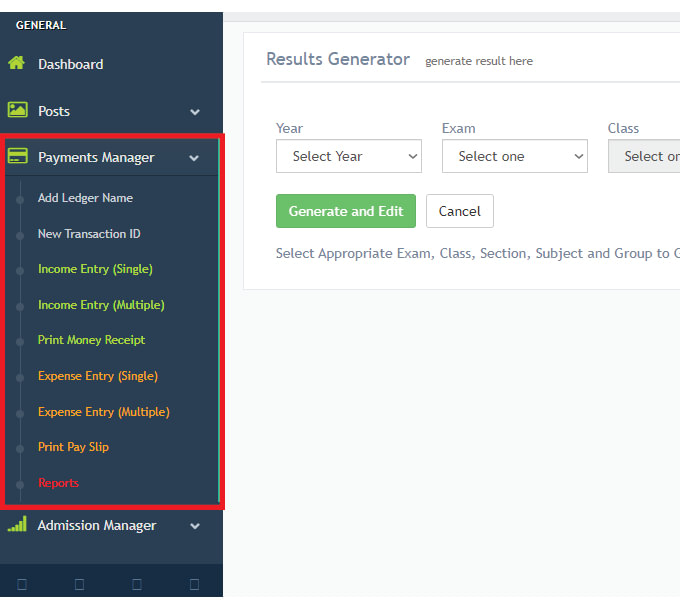 GENERAL
Dashboard
Posts
Payments Manager
Add Ledger Name
New Transaction ID
Income Entry (Single)
Income Entry (Multiple)
Print Money Receipt
Expense Entry (Single)
Expense Entry (Multiple)
Print Pay Slip
Reports
Admission Manager
Results Generator generate result here
Year Exam Class
Select Year Select one Select
Generate and Edit Cancel
Select Appropriate Exam, Class, Section, Subject and Group to